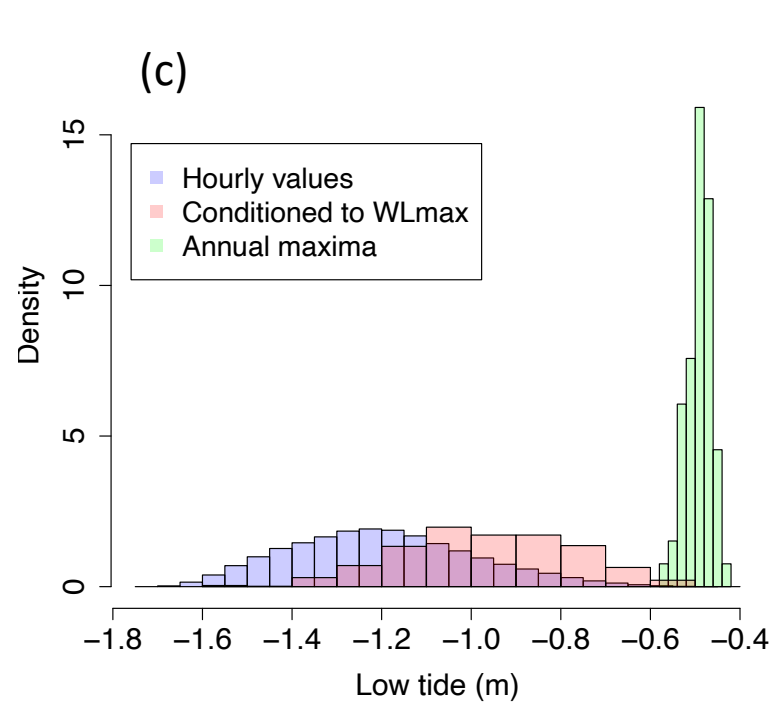 (c)
Hourly values
Conditioned to WLmax
Annual maxima
Density
15
10
5
0
−1.8 −1.6 −1.4 −1.2 −1.0 −0.8 −0.6 −0.4
Low tide (m)